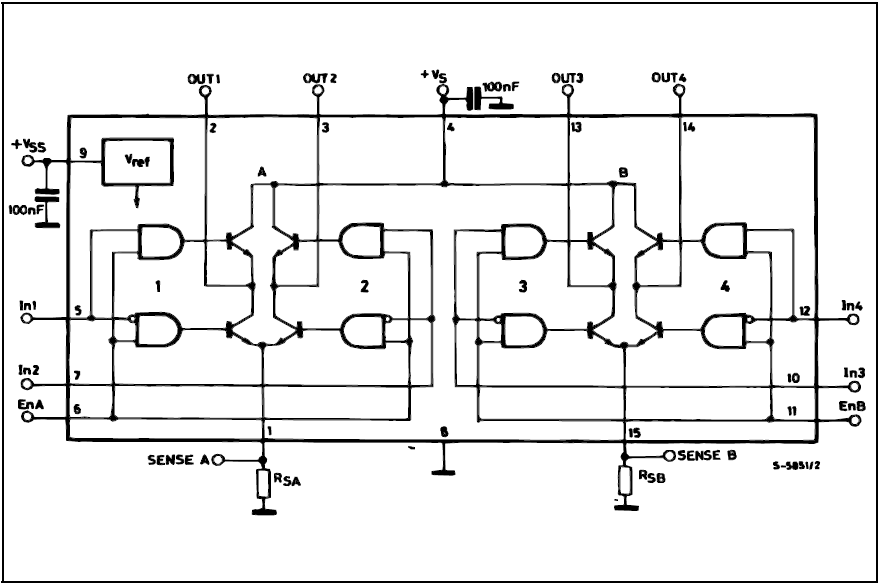 OUT1 OUT2 +VS 100nF OUT3 OUT4
2 3 4 13 14
+VSS 9 Vref A B
100nF
1 2 3 4
In1 5 12 In4
In2 7 10 In3
EnA 6 11 EnB
1 8 15
SENSE A SENSE B S-5851/2
RSA RSB